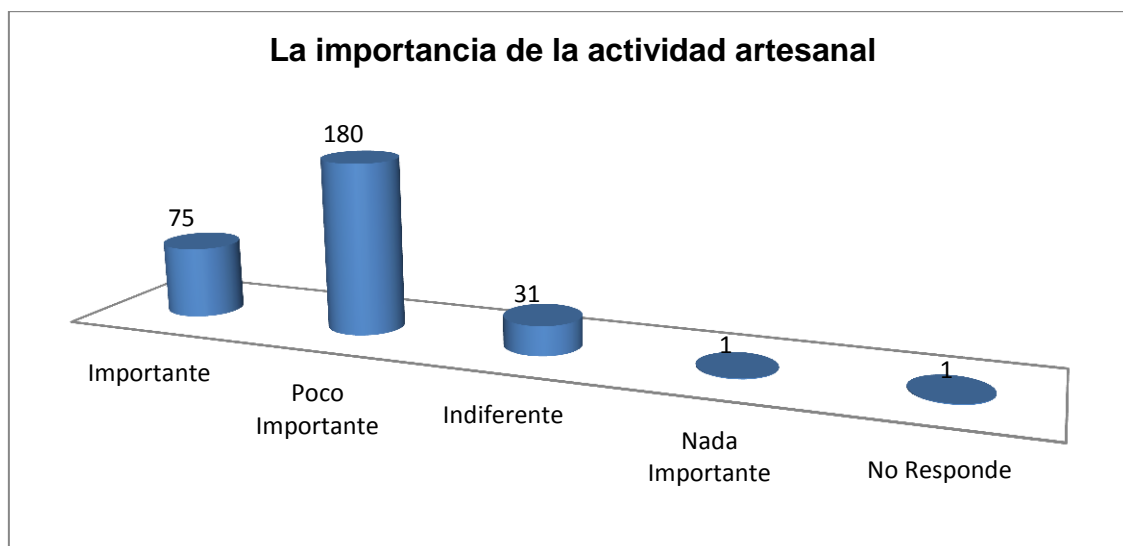 La importancia de la actividad artesanal
180
75
31
1
1
Importante
Poco
Importante
Indiferente
Nada
Importante
No Responde